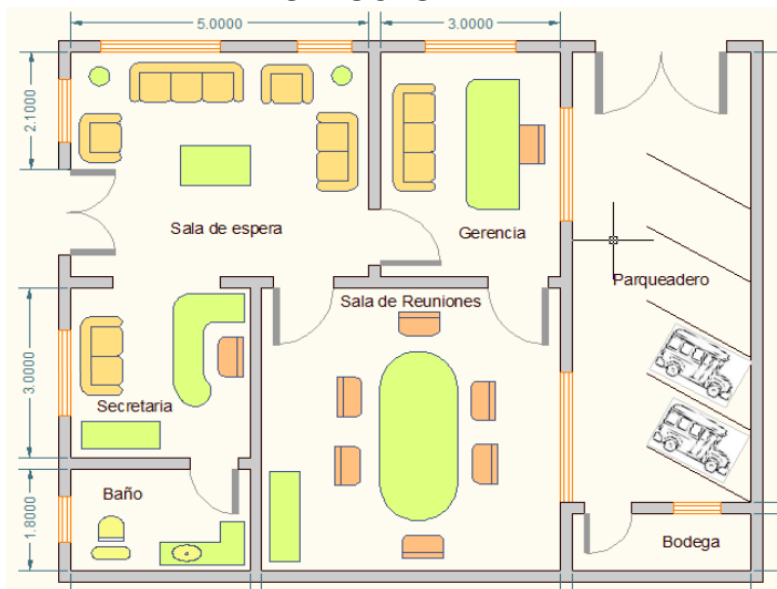 5.0000
3.0000
2.1000
Sala de espera
Gerencia
Parqueadero
Sala de Reuniones
3.0000
Secretaria
Baño
1.8000
Bodega